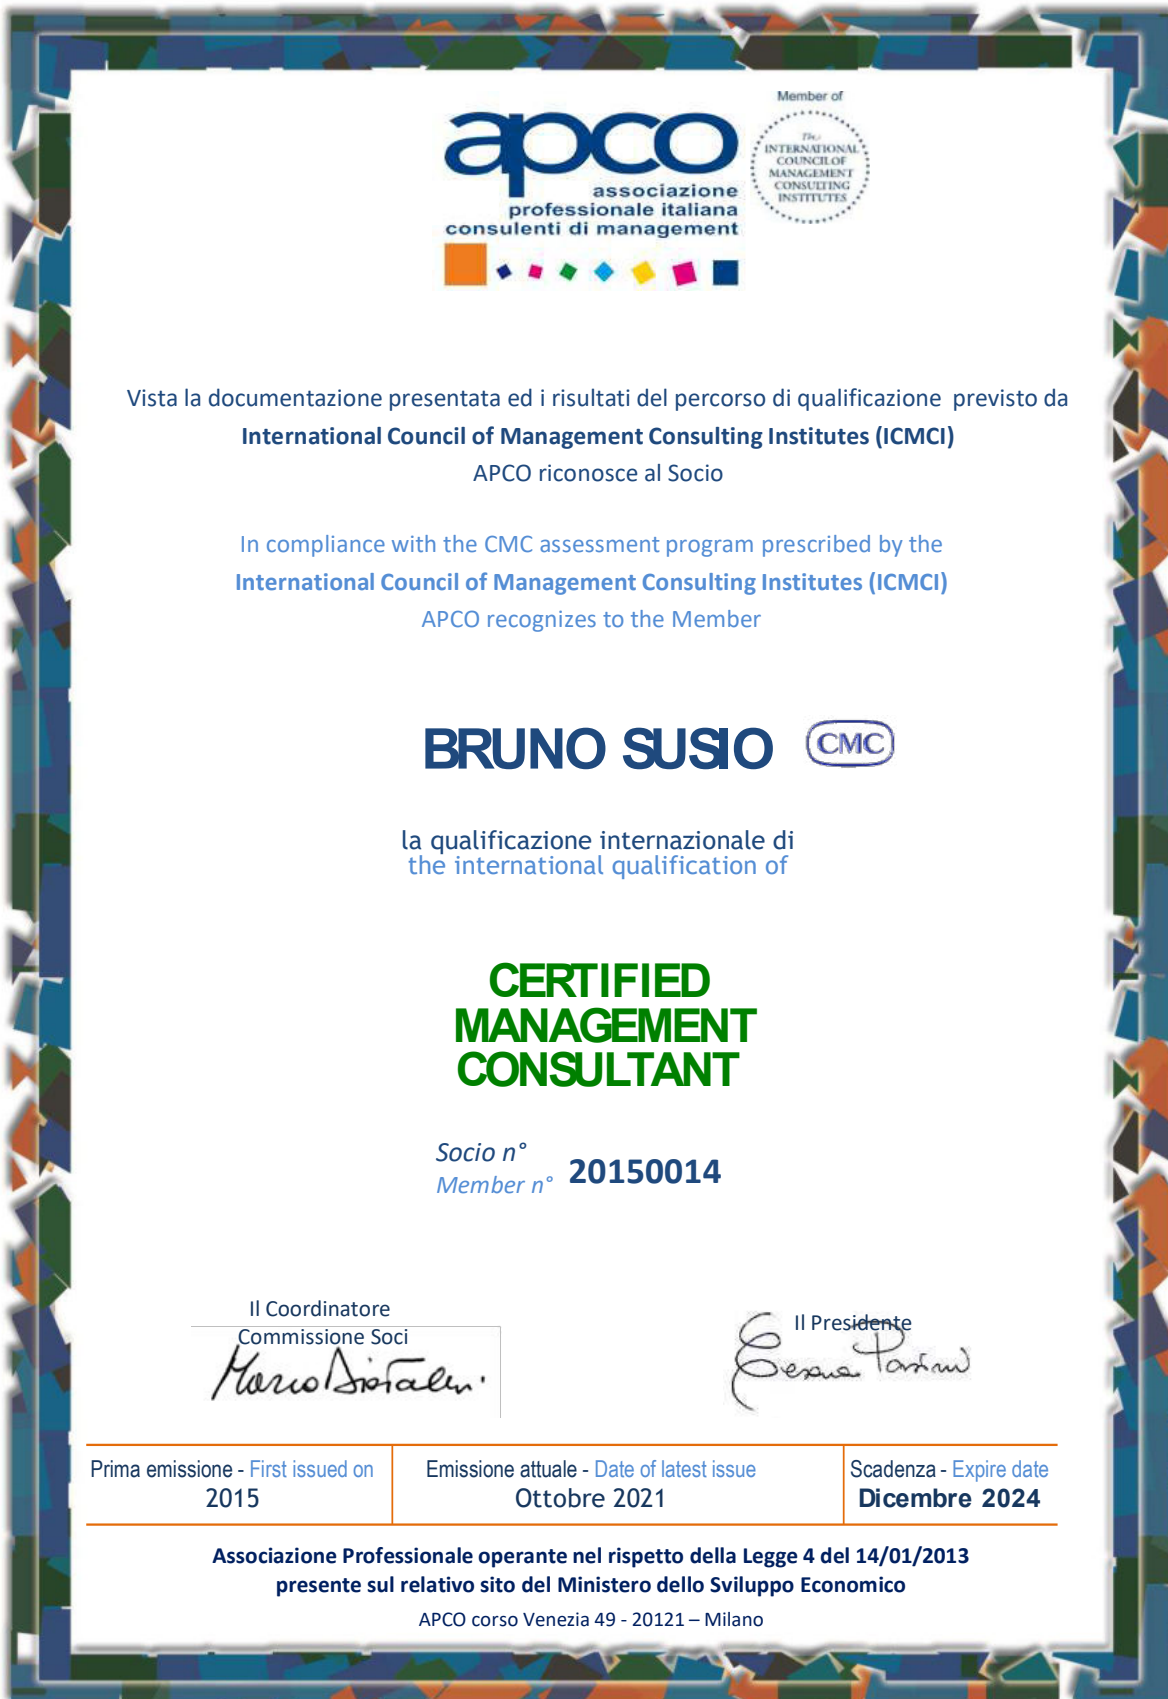 apco
associazione
professionale italiana
consulenti di management
Member of
The
INTERNATIONAL
COUNCIL OF
MANAGEMENT
CONSULTING
INSTITUTES
Vista la documentazione presentata ed i risultati del percorso di qualificazione previsto da
International Council of Management Consulting Institutes (ICMCI)
APCO riconosce al Socio
In compliance with the CMC assessment program prescribed by the
International Council of Management Consulting Institutes (ICMCI)
APCO recognizes to the Member
BRUNO SUSIO CMC
la qualificazione internazionale di
the international qualification of
CERTIFIED
MANAGEMENT
CONSULTANT
Socio n°
Member n° 20150014
Il Coordinatore
Commissione Soci
Il Presidente
Prima emissione - First issued on
2015
Emissione attuale - Date of latest issue
Ottobre 2021
Scadenza - Expire date
Dicembre 2024
Associazione Professionale operante nel rispetto della Legge 4 del 14/01/2013
presente sul relativo sito del Ministero dello Sviluppo Economico
APCO corso Venezia 49 - 20121 – Milano